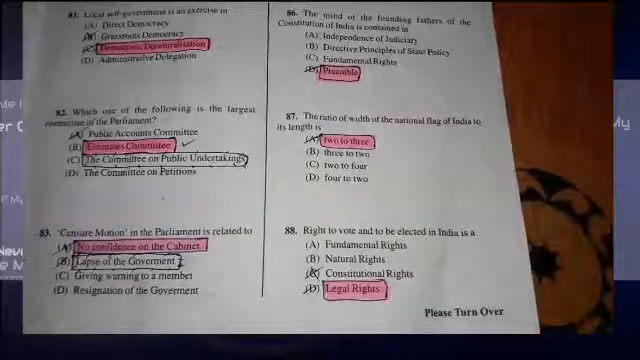 81. Local self-government is an exercise in
(A) Direct Democracy
(B) Grassroots Democracy
(C) Democratic Decentralisation
(D) Administrative Delegation
82. Which one of the following is the largest
committee of the Parliament?
(A) Public Accounts Committee
(B) Estimates Committee
(C) The Committee on Public Undertakings
(D) The Committee on Petitions
83. 'Censure Motion' in the Parliament is related to
(A) No confidence on the Cabinet
(B) Lapse of the Goverment
(C) Giving warning to a member
(D) Resignation of the Goverment
86. The mind of the founding fathers of the
Constitution of India is contained in
(A) Independence of Judiciary
(B) Directive Principles of State Policy
(C) Fundamental Rights
(D) Preamble
87. The ratio of width of the national flag of India to
its length is
(A) two to three
(B) three to two
(C) two to four
(D) four to two
88. Right to vote and to be elected in India is a
(A) Fundamental Rights
(B) Natural Rights
(C) Constitutional Rights
(D) Legal Rights
Please Turn Over
My